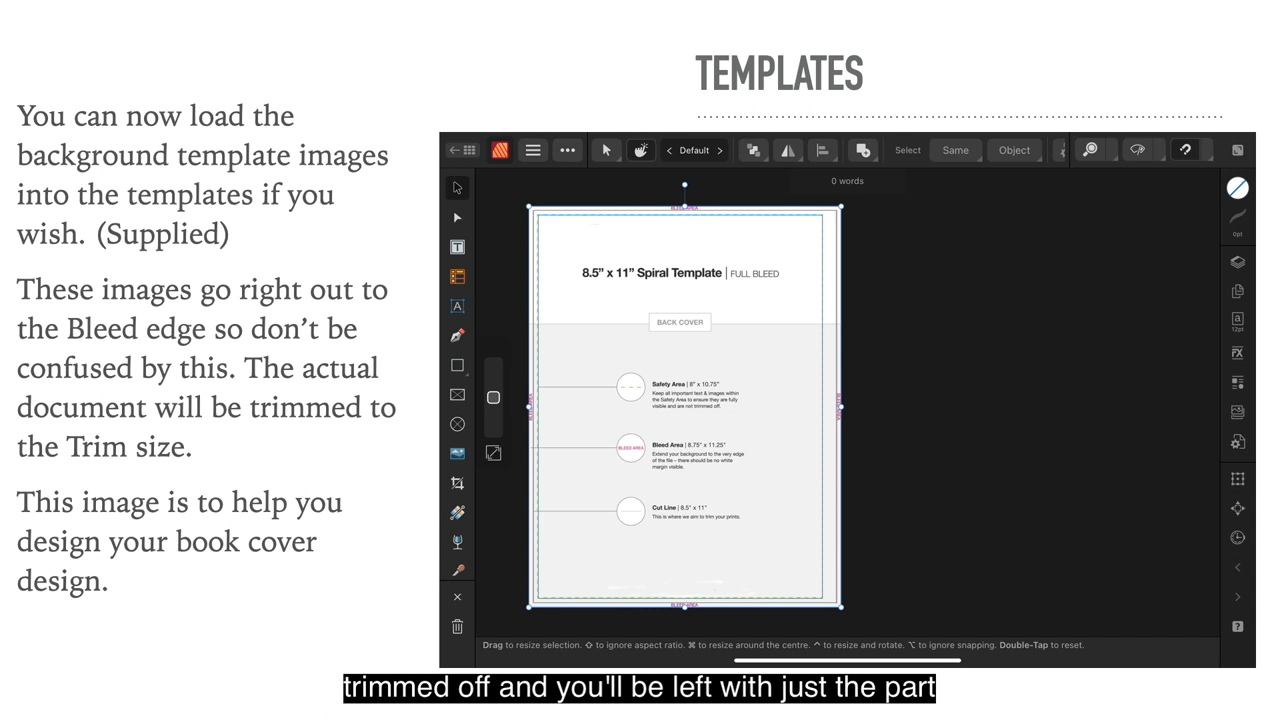 TEMPLATES
You can now load the
background template images
into the templates if you
wish. (Supplied)
These images go right out to
the Bleed edge so don’t be
confused by this. The actual
document will be trimmed to
the Trim size.
This image is to help you
design your book cover
design.
Default
Select
Same
Object
0 words
0pt
12pt
BLEED AREA
8.5” x 11” Spiral Template | FULL BLEED
BACK COVER
Safety Area | 8" x 10.75"
Keep all important text & images within
the Safety Area to ensure they are fully
visible and are not trimmed off.
BLEED AREA
Bleed Area | 8.75" x 11.25"
Extend your background to the very edge
of the file – there should be no white
margin visible.
Cut Line | 8.5" x 11"
This is where we aim to trim your prints.
BLEED AREA
Drag to resize selection. ⇧ to ignore aspect ratio. ⌘ to resize around the centre. ⌃ to resize and rotate. ⌥ to ignore snapping. Double-Tap to reset.
trimmed off and you'll be left with just the part